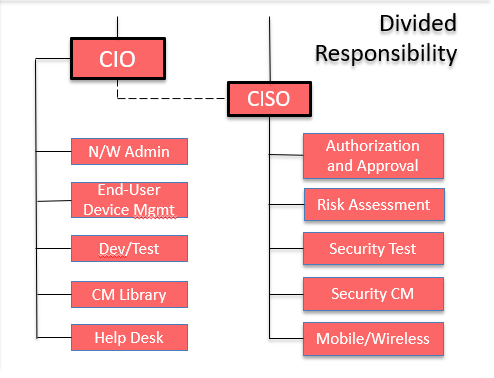 Divided
Responsibility
CIO
CISO
N/W Admin
End-User
Device Mgmt
Dev/Test
CM Library
Help Desk
Authorization
and Approval
Risk Assessment
Security Test
Security CM
Mobile/Wireless